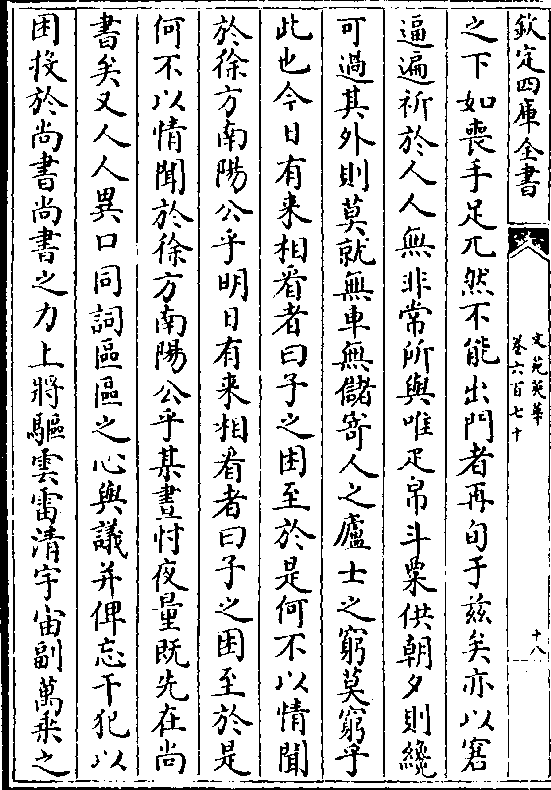 欽定四庫全書
文苑英華
卷六百七十
十八
之下如喪手足兀然不能出門者再旬于兹矣亦以窘
逼遍祈於人人無非常所與唯疋帛斗粟供朝夕則纔
可過其外則莫就無車無儲寄人之廬士之窮莫窮乎
此也今日有来相看者曰子之困至於是何不以情聞
於徐方南陽公乎明日有来相看者曰子之困至於是
何不以情聞於徐方南陽公乎某晝忖夜量既先在尚
書矣又人人異口同詞區區之心與議并俾忘干犯以
困投於尚書尚書之力上將驅雲雷清宇宙副萬乗之